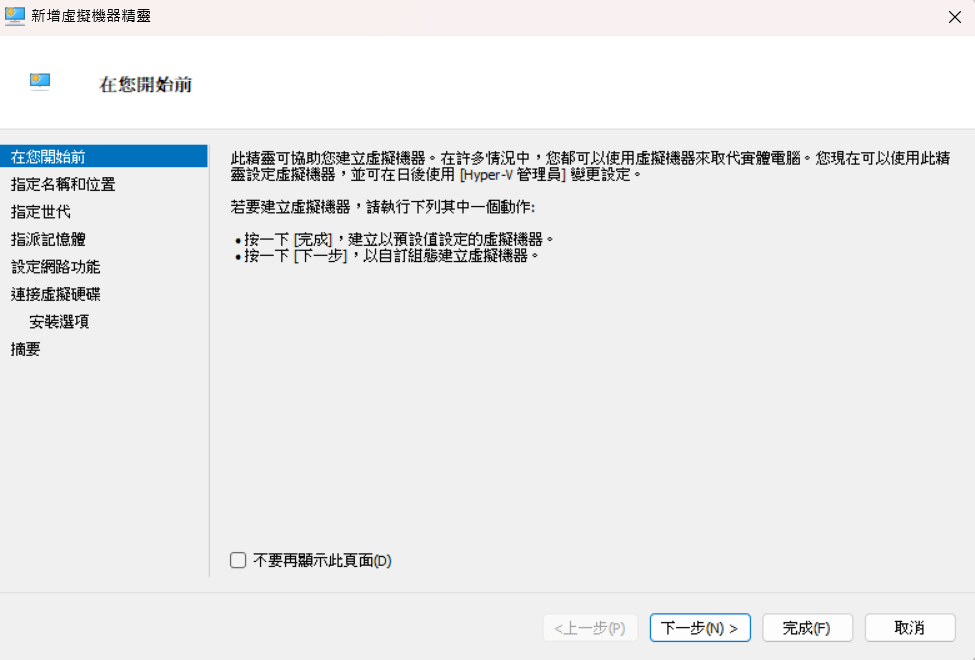 新增虛擬機器精靈
在您開始前
在您開始前
指定名稱和位置
指定世代
指派記憶體
設定網路功能
連接虛擬硬碟
安裝選項
摘要
此精靈可協助您建立虛擬機器。在許多情況中，您都可以使用虛擬機器來取代實體電腦。您現在可以使用此精
靈設定虛擬機器，並可在日後使用 [Hyper-V 管理員] 變更設定。
若要建立虛擬機器，請執行下列其中一個動作:
• 按一下 [完成]，建立以預設值設定的虛擬機器。
• 按一下 [下一步]，以自訂組態建立虛擬機器。
不要再顯示此頁面(D)
<上一步(P)
下一步(N) >
完成(F)
取消